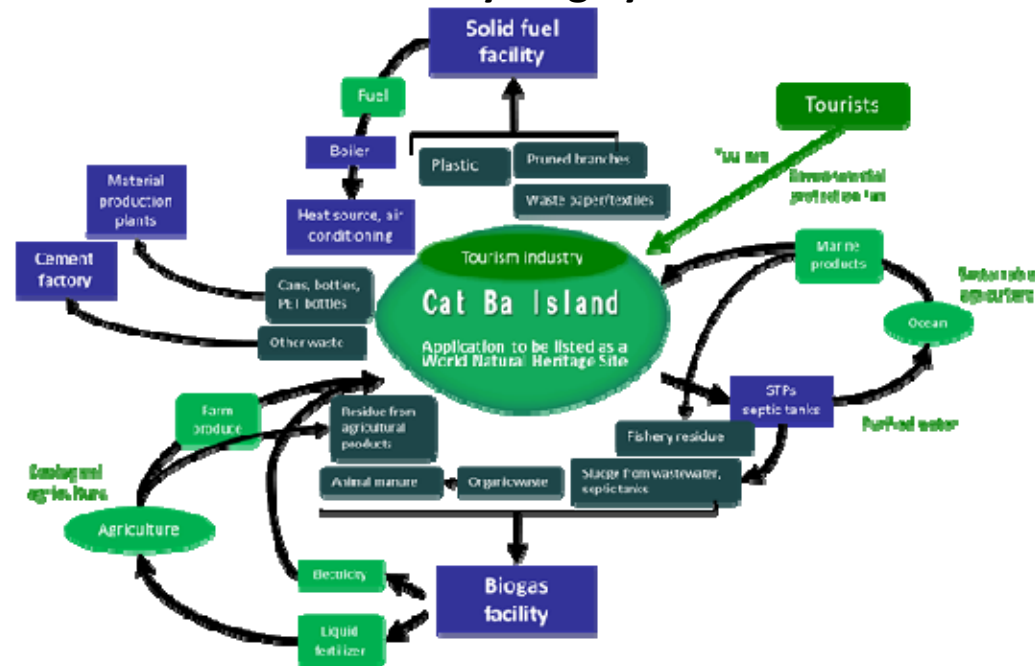 Solid fuel
facility
Fuel
Boiler
Heat source, air
conditioning
Plastic
Pruned branches
Waste paper/textiles
Tourists
Material
production
plants
Cement
factory
Cans, bottles,
PET bottles
Other waste
Tourism industry
Cat Ba Island
Application to be listed as a
World Natural Heritage Site
Marine
products
Ocean
agriculture
STPs
septic tanks
Purified water
Farm
produce
Residue from
agricultural
products
Fishery residue
Animal manure
Organic waste
Sludge from wastewater,
septic tanks
agriculture
Agriculture
Electricity
Liquid
fertilizer
Biogas
facility